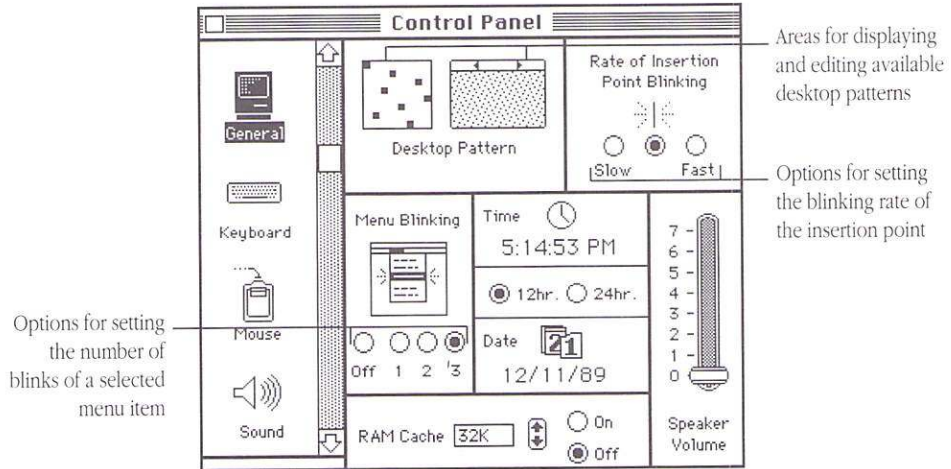 Control Panel
General
Keyboard
Mouse
Sound
Desktop Pattern
Rate of Insertion
Point Blinking
Slow Fast
Menu Blinking
Off 1 2 3
Time
5:14:53 PM
12hr. 24hr.
Date
21
12/11/89
RAM Cache 32K
On
Off
7
6
5
4
3
2
1
0
Speaker
Volume
Areas for displaying
and editing available
desktop patterns
Options for setting
the blinking rate of
the insertion point
Options for setting
the number of
blinks of a selected
menu item